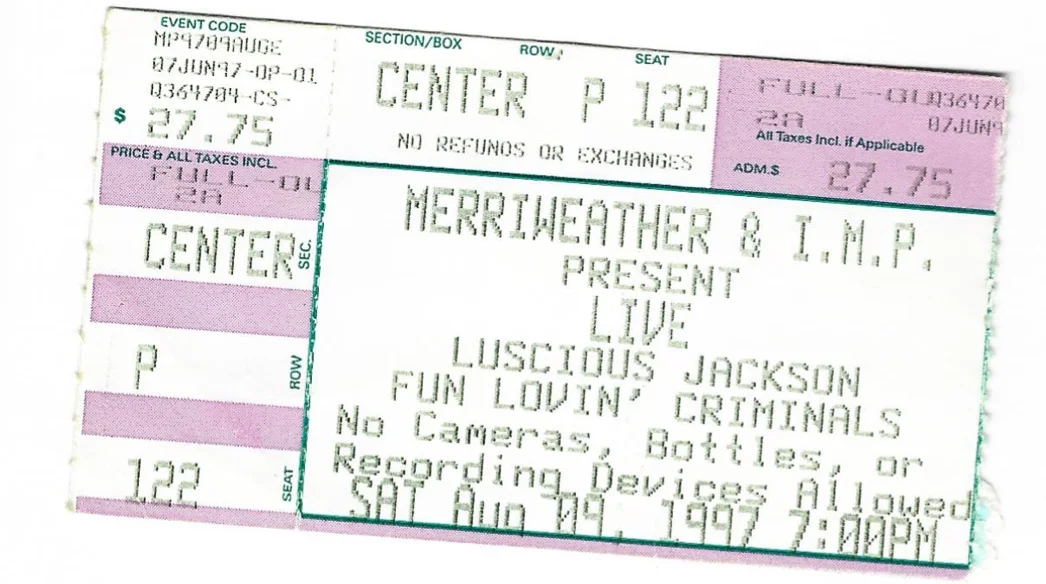 EVENT CODE
MP9709AUGE
07JUN97-OP-01
Q364704-CS-
$ 27.75
PRICE & ALL TAXES INCL.
FULL-
2A
CENTER SEC.
P ROW
122 SEAT
SECTION/BOX ROW SEAT
CENTER P 122
NO REFUNDS OR EXCHANGES
FULL-
2A
Q36470
07JUN9
All Taxes Incl. if Applicable
ADM.$ 27.75
MERRIWEATHER & I.M.P.
PRESENT
LIVE
LUSCIOUS JACKSON
FUN LOVIN' CRIMINALS
No Cameras, Bottles, or
Recording Devices Allowed
SAT Aug 09, 1997 7:00PM